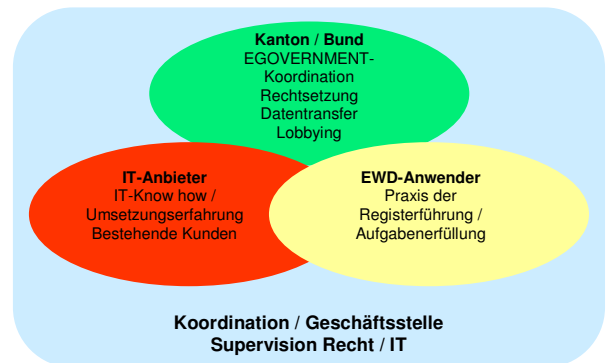 Kanton / Bund
EGOVERNMENT-
Koordination
Rechtsetzung
Datentransfer
Lobbying
IT-Anbieter
IT-Know how /
Umsetzungserfahrung
Bestehende Kunden
EWD-Anwender
Praxis der
Registerführung /
Aufgabenerfüllung
Koordination / Geschäftsstelle
Supervision Recht / IT